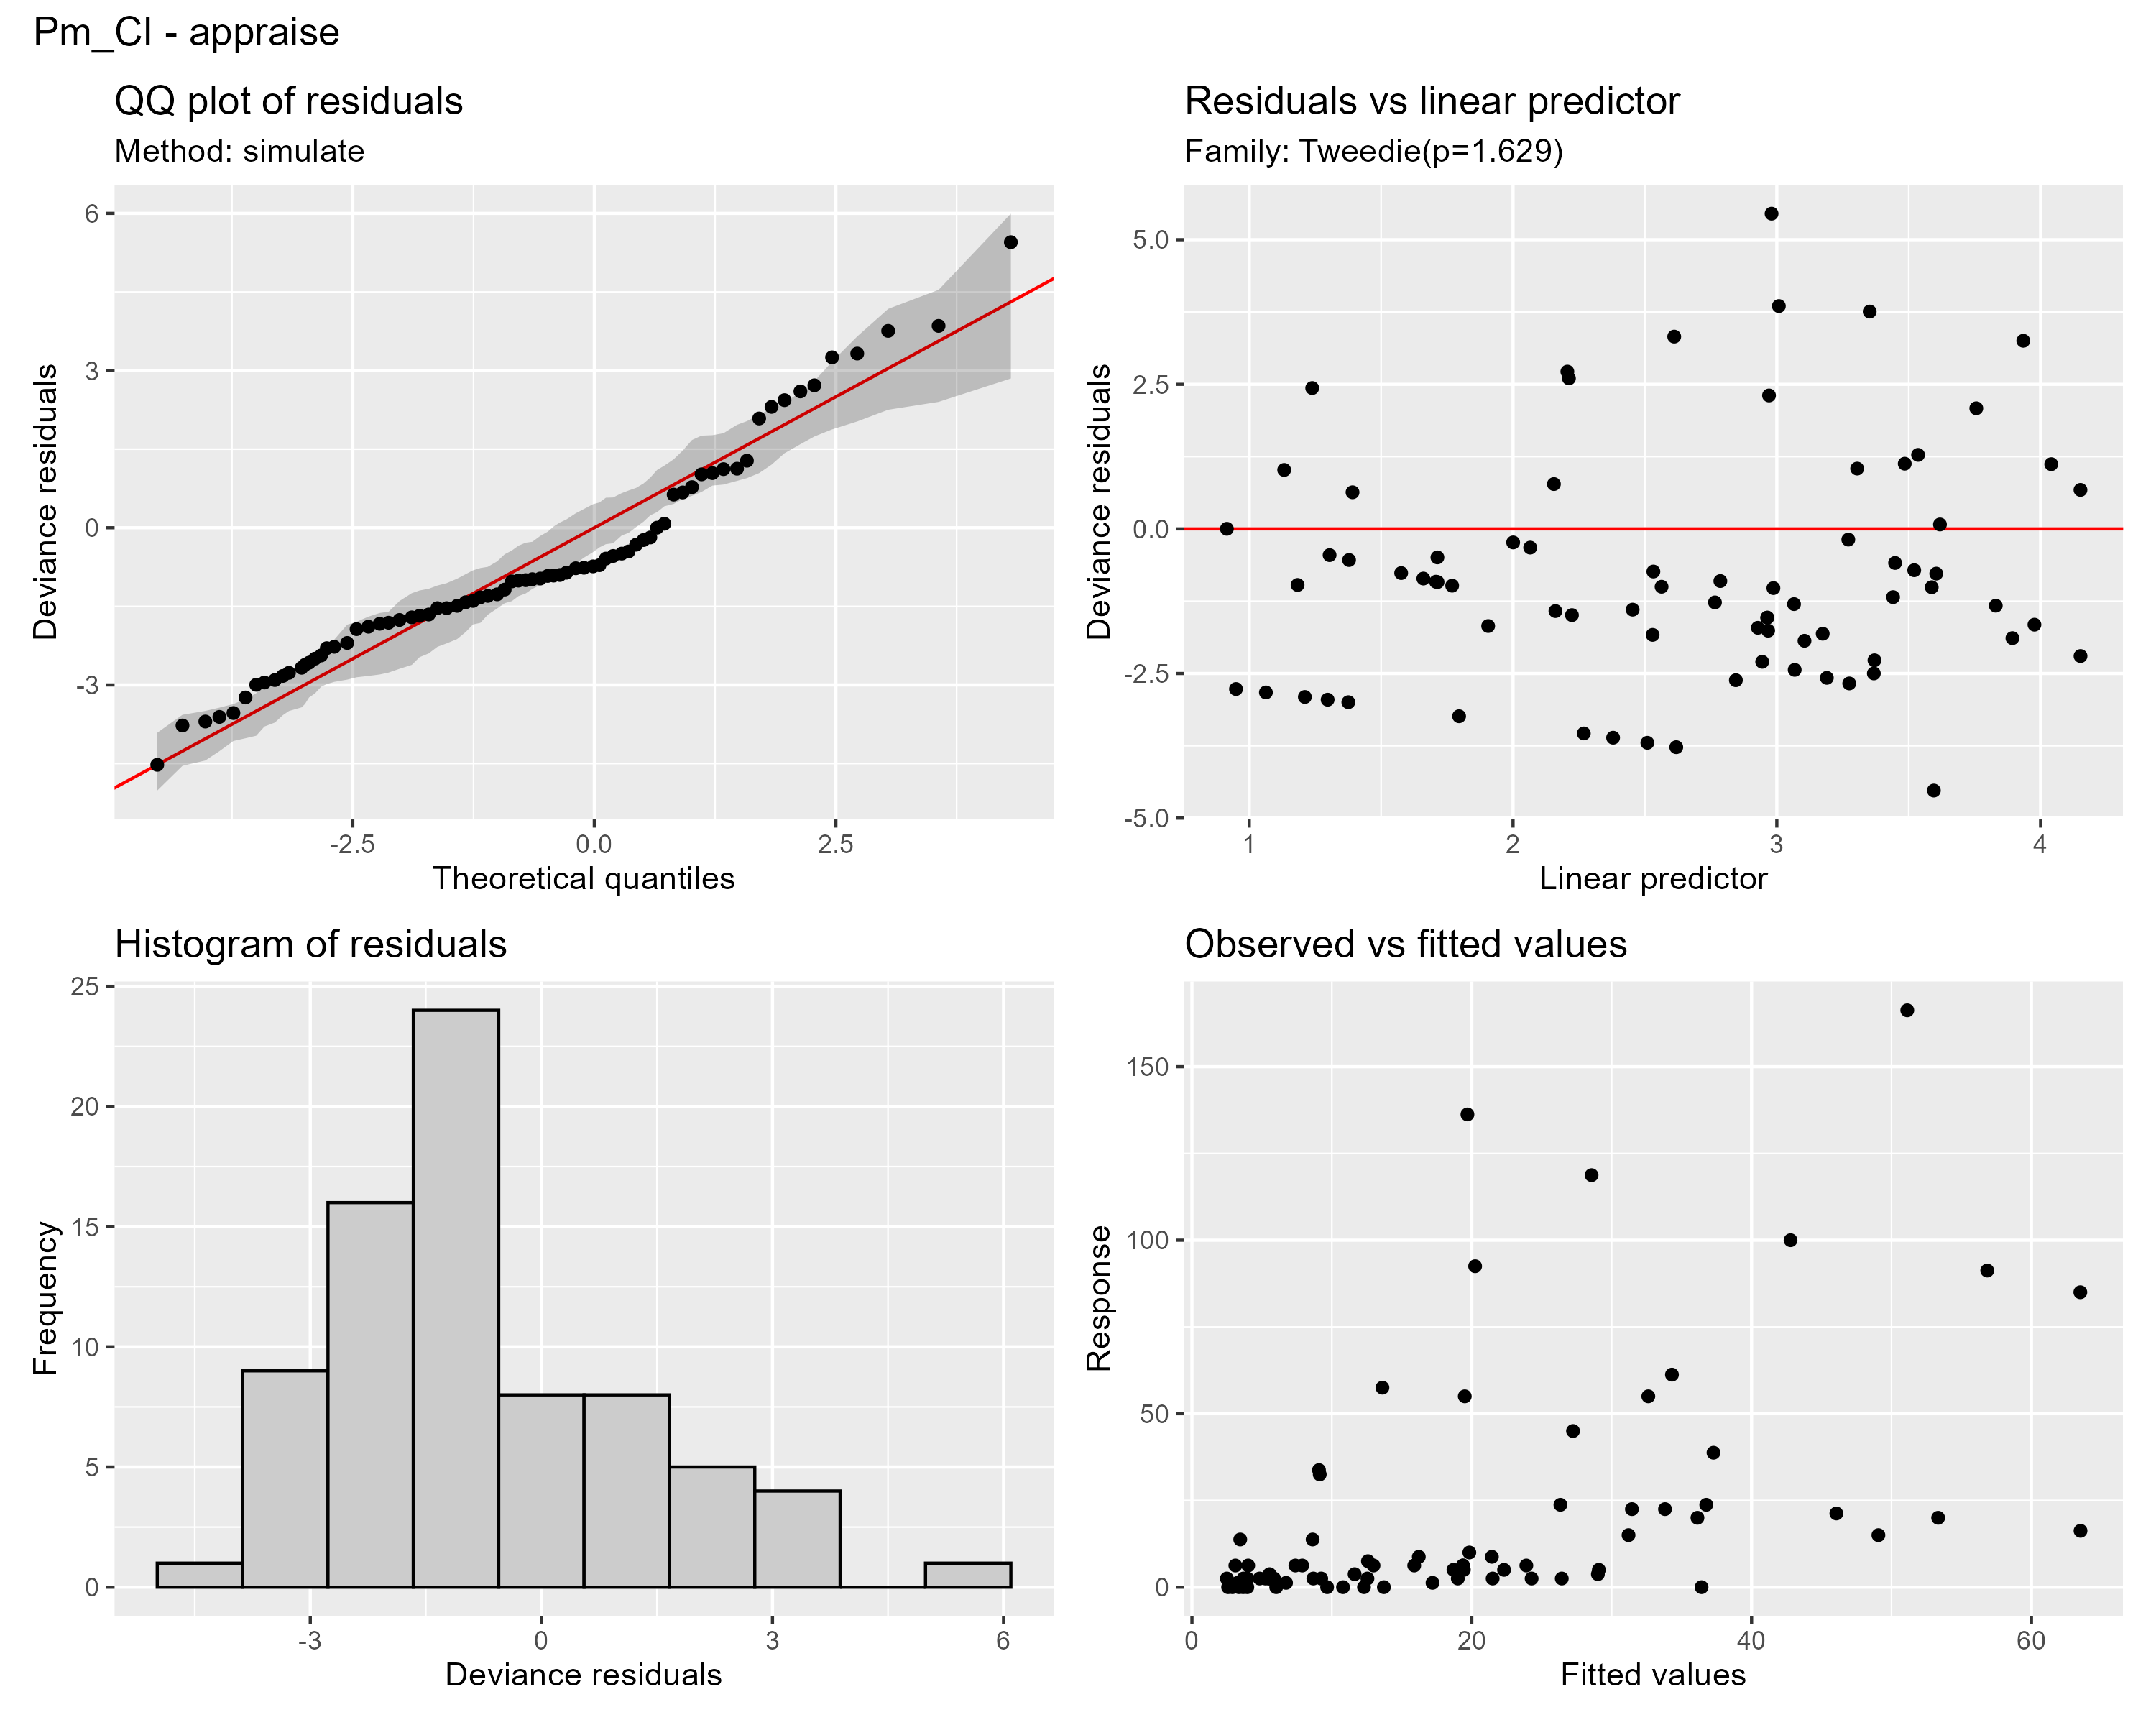 Pm_Cl - appraise
QQ plot of residuals
Method: simulate
6
3
0
-3
-2.5
0.0
2.5
Deviance residuals
Theoretical quantiles
Residuals vs linear predictor
Family: Tweedie(p=1.629)
5.0
2.5
0.0
-2.5
-5.0
1
2
3
4
Deviance residuals
Linear predictor
Histogram of residuals
25
20
15
10
5
0
-3
0
3
6
Frequency
Deviance residuals
Observed vs fitted values
150
100
50
0
0
20
40
60
Response
Fitted values